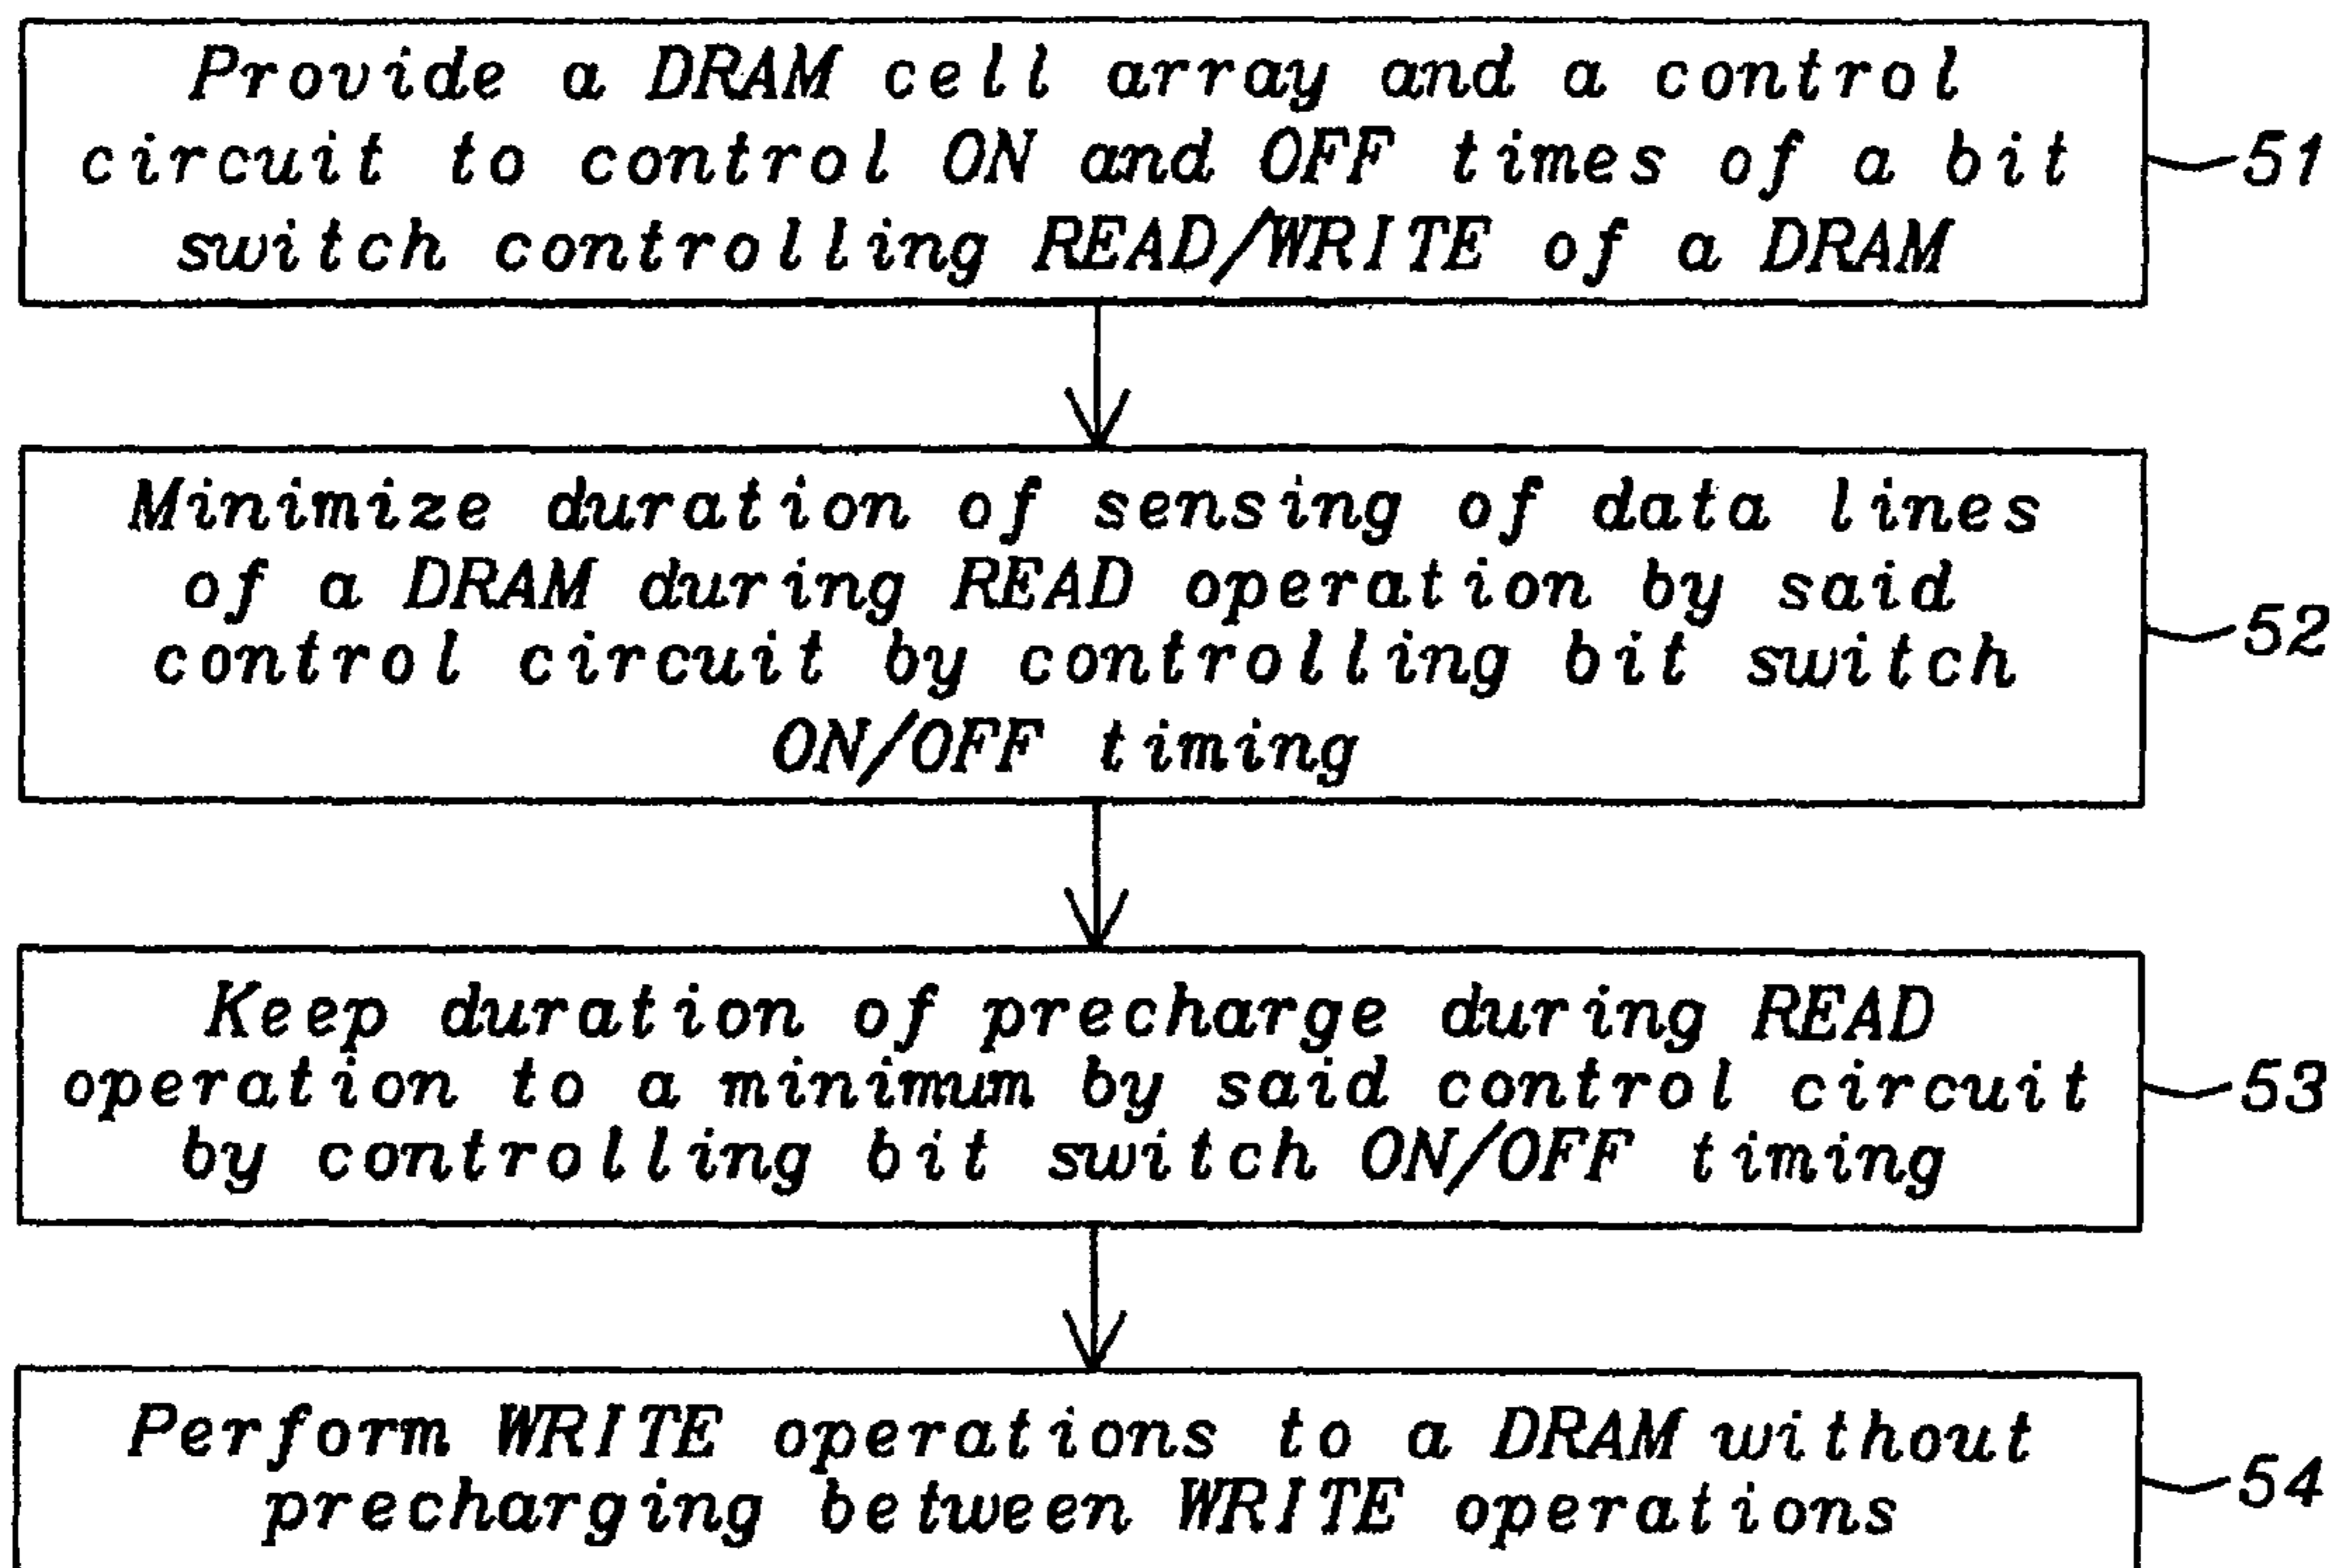 Provide a DRAM cell array and a control
circuit to control ON and OFF times of a bit
switch controlling READ/WRITE of a DRAM
51
Minimize duration of sensing of data lines
of a DRAM during READ operation by said
control circuit by controlling bit switch
ON/OFF timing
52
Keep duration of precharge during READ
operation to a minimum by said control circuit
by controlling bit switch ON/OFF timing
53
Perform WRITE operations to a DRAM without
precharging between WRITE operations
54